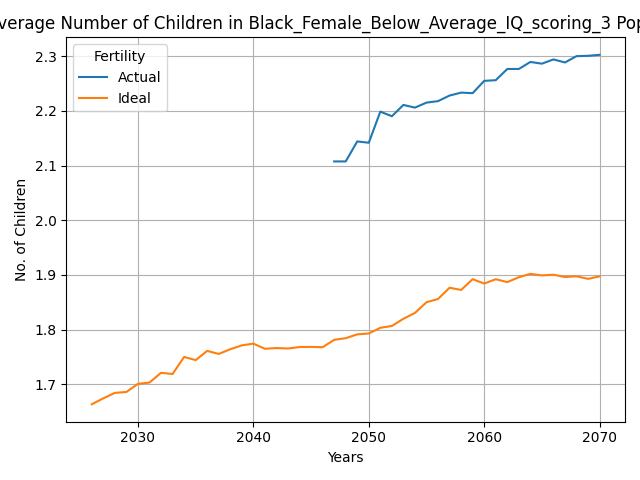 verage Number of Children in Black_Female_Below_Average_IQ_scoring_3 Pop
Fertility
Actual
Ideal
2.3
2.2
2.1
2.0
1.9
1.8
1.7
No. of Children
2030
2040
2050
2060
2070
Years